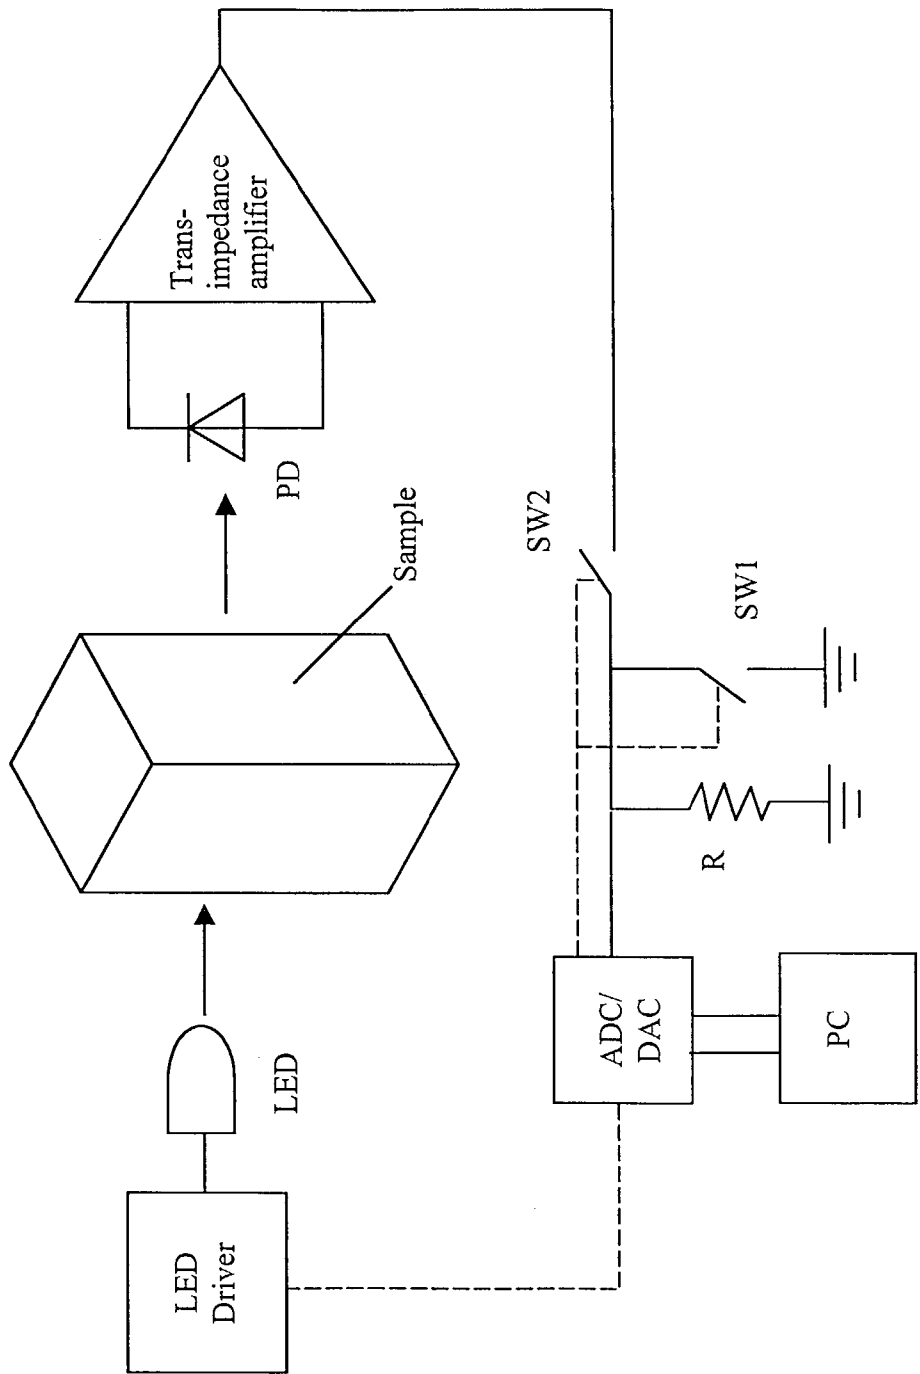 LED
Driver
LED
Sample
PD
Trans-
impedance
amplifier
PC
ADC/
DAC
R
SW1
SW2